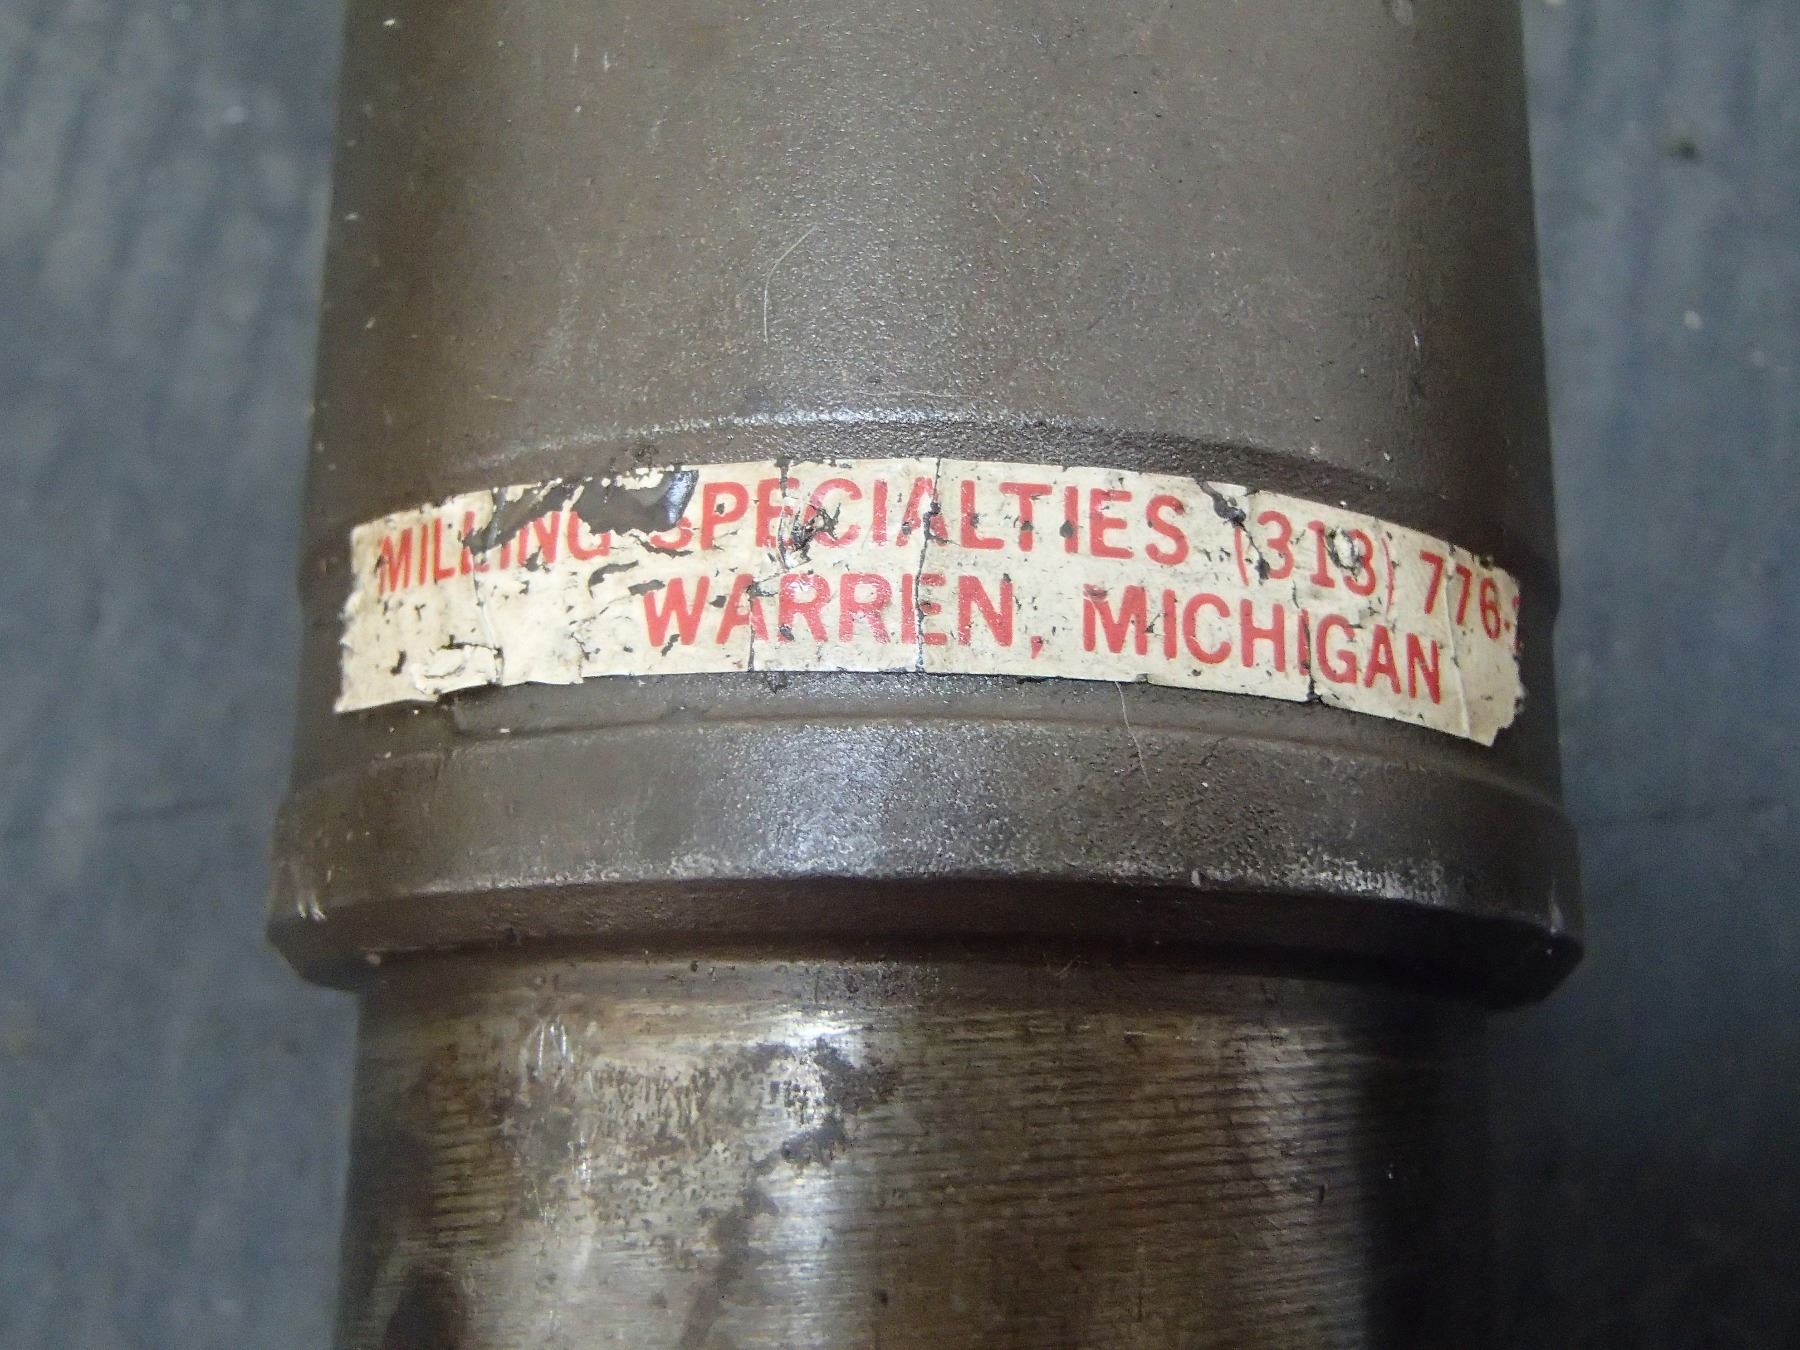 MILLING SPECIALTIES (313) 776-
WARREN, MICHIGAN